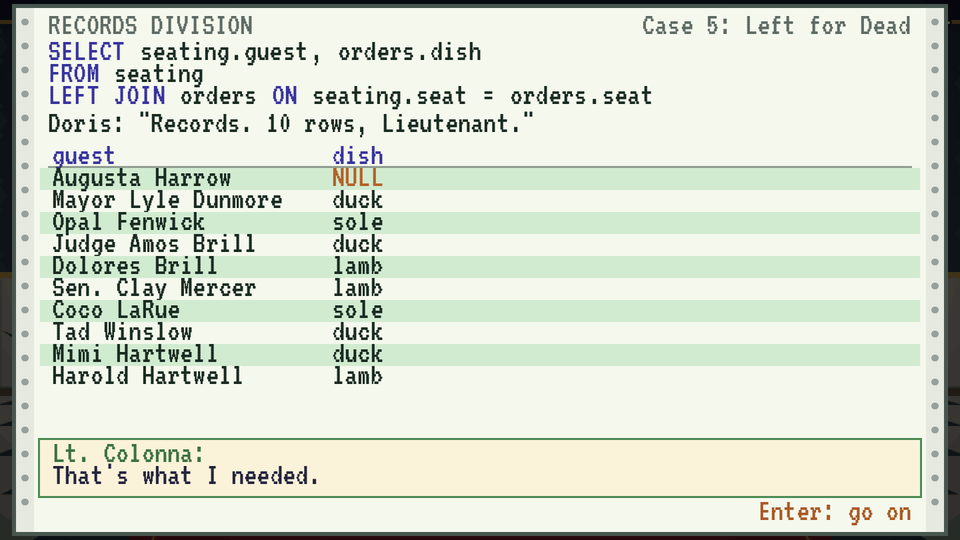 RECORDS DIVISION
Case 5: Left for Dead
SELECT seating.guest, orders.dish
FROM seating
LEFT JOIN orders ON seating.seat = orders.seat
Doris: "Records. 10 rows, Lieutenant."
guest dish
Augusta Harrow NULL
Mayor Lyle Dunmore duck
Opal Fenwick sole
Judge Amos Brill duck
Dolores Brill lamb
Sen. Clay Mercer lamb
Coco LaRue sole
Tad Winslow duck
Mimi Hartwell duck
Harold Hartwell lamb
Lt. Colonna:
That's what I needed.
Enter: go on